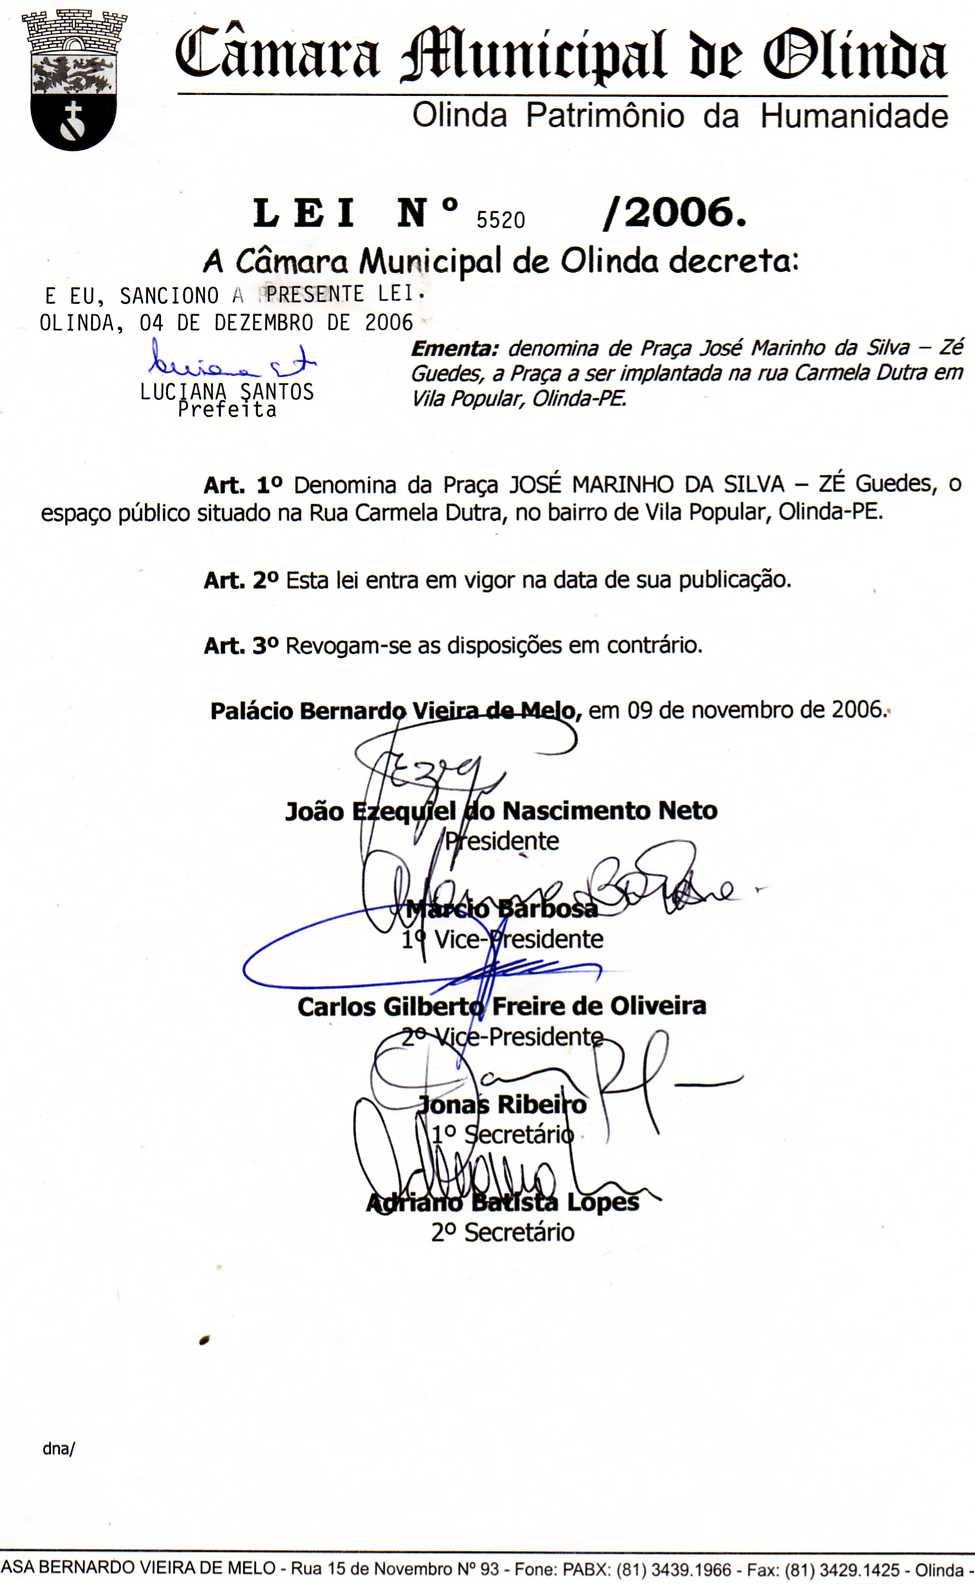 Câmara Municipal de Olinda
Olinda Patrimônio da Humanidade
LEI Nº 5520 /2006.
A Câmara Municipal de Olinda decreta:
E EU, SANCIONO A PRESENTE LEI.
OLINDA, 04 DE DEZEMBRO DE 2006
LUCIANA SANTOS
Prefeita
Ementa: denomina de Praça José Marinho da Silva – Zé
Guedes, a Praça a ser implantada na rua Carmela Dutra em
Vila Popular, Olinda-PE.
Art. 1º Denomina da Praça JOSÉ MARINHO DA SILVA – ZÉ Guedes, o
espaço público situado na Rua Carmela Dutra, no bairro de Vila Popular, Olinda-PE.
Art. 2º Esta lei entra em vigor na data de sua publicação.
Art. 3º Revogam-se as disposições em contrário.
Palácio Bernardo Vieira de Melo, em 09 de novembro de 2006.
João Ezequiel do Nascimento Neto
Presidente
Márcio Barbosa
1º Vice-Presidente
Carlos Gilberto Freire de Oliveira
2º Vice-Presidente
Jonas Ribeiro
1º Secretário
Adriano Batista Lopes
2º Secretário
dna/
ASA BERNARDO VIEIRA DE MELO - Rua 15 de Novembro Nº 93 - Fone: PABX: (81) 3439.1966 - Fax: (81) 3429.1425 - Olinda -